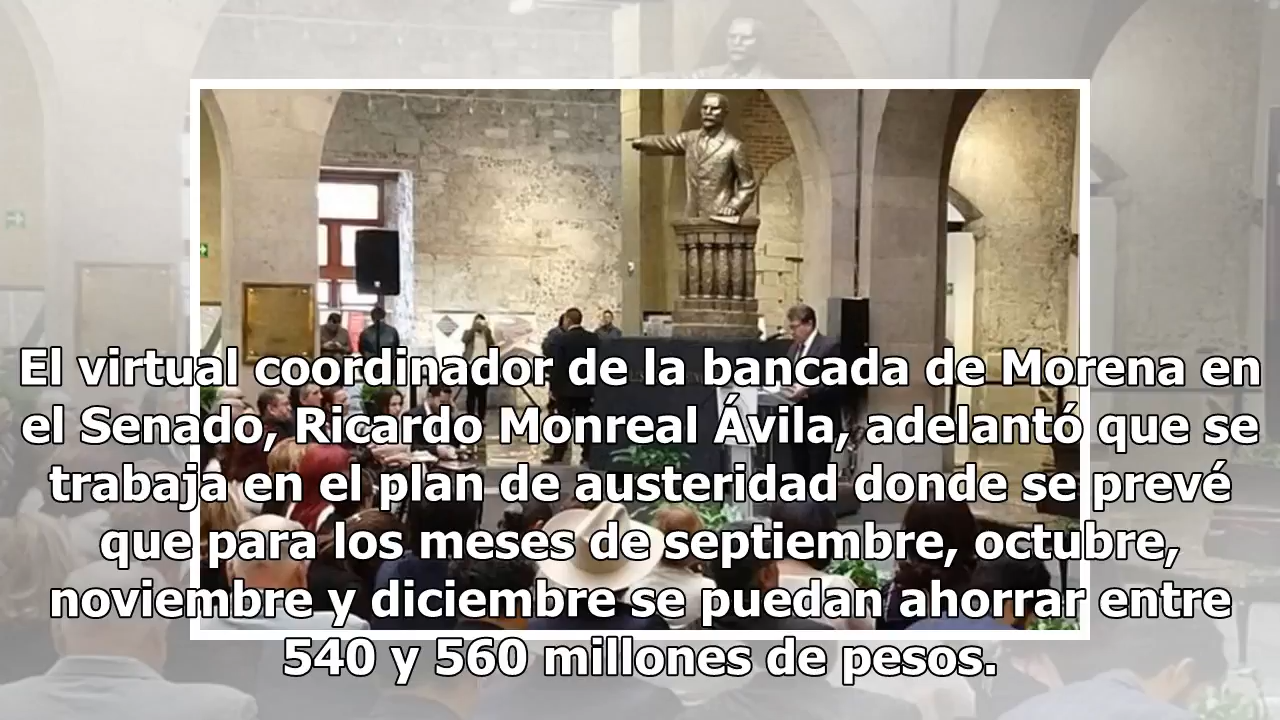 El virtual coordinador de la bancada de Morena en
el Senado, Ricardo Monreal Ávila, adelantó que se
trabaja en el plan de austeridad donde se prevé
que para los meses de septiembre, octubre,
noviembre y diciembre se puedan ahorrar entre
540 y 560 millones de pesos.